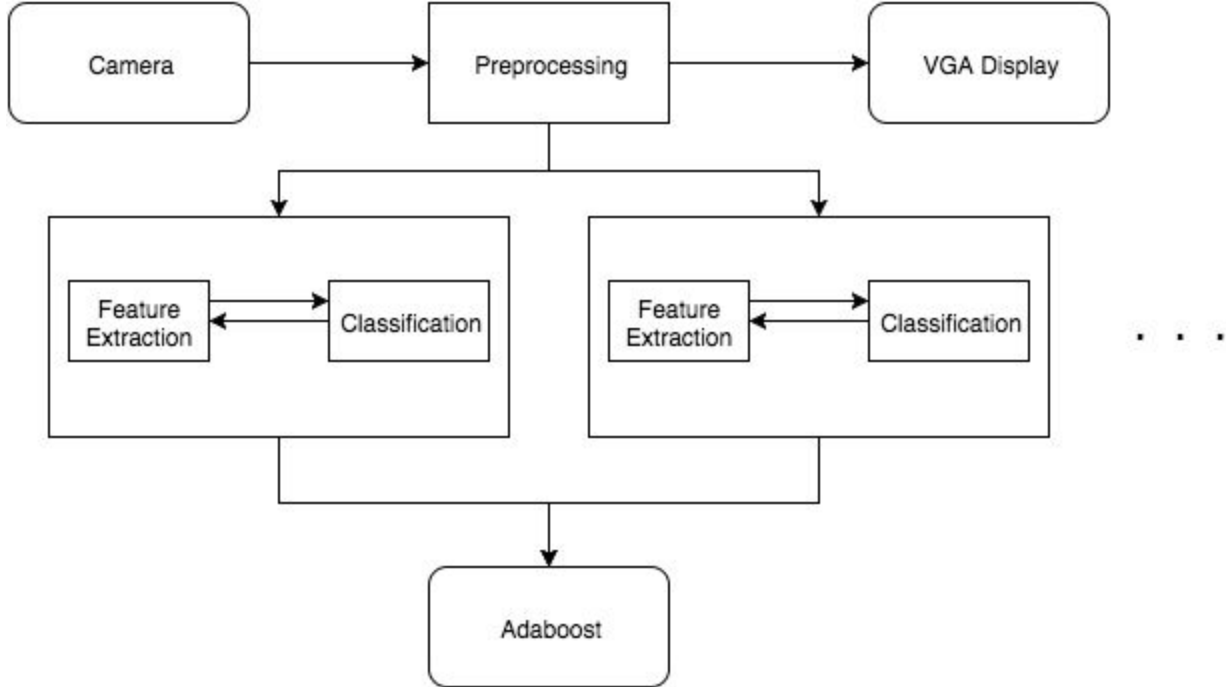 Camera
Preprocessing
VGA Display
Feature
Extraction
Classification
Feature
Extraction
Classification
. . .
Adaboost